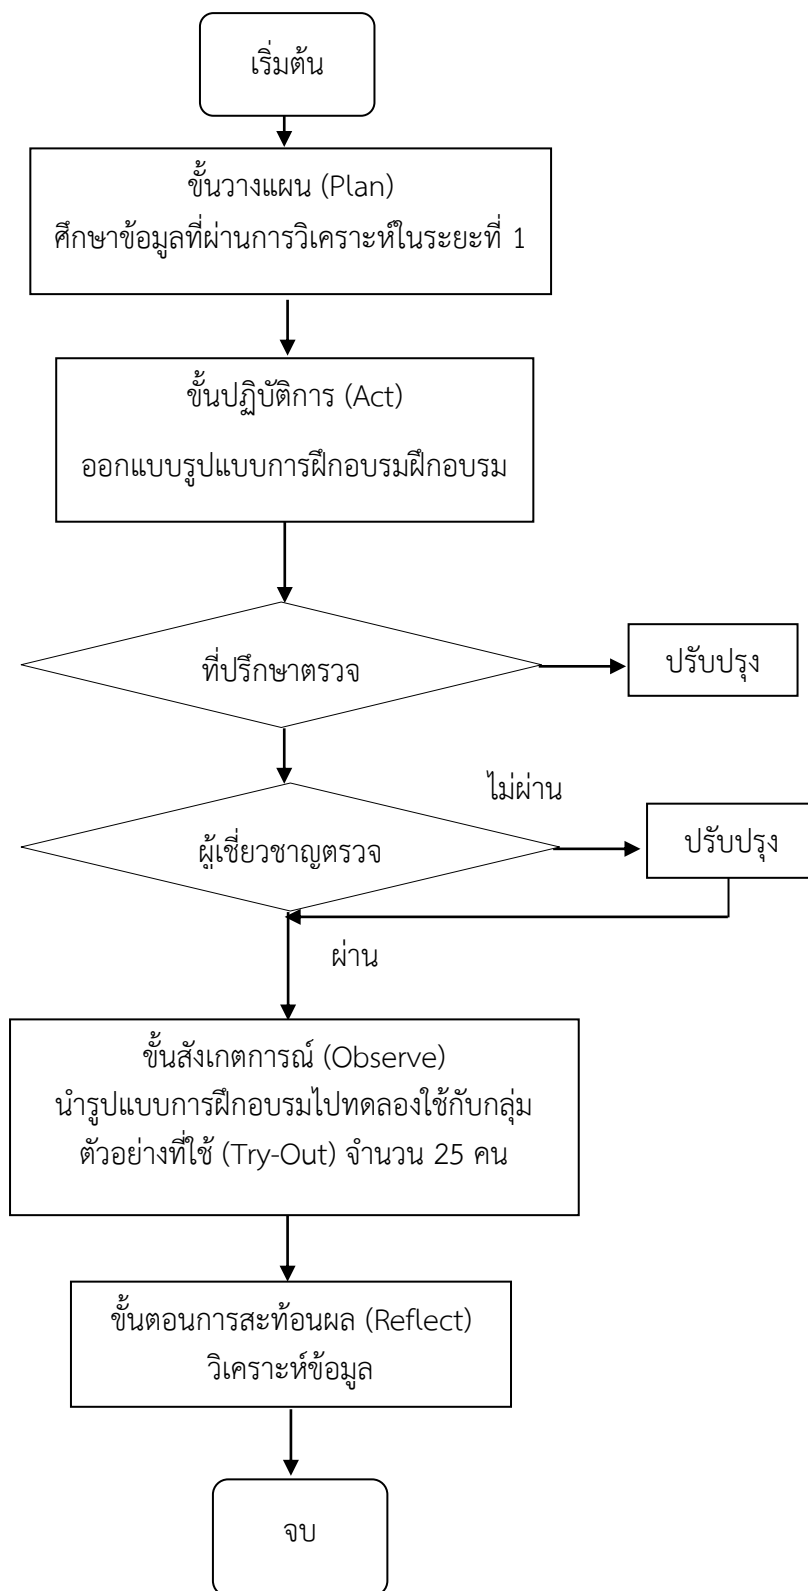 เริ่มต้น
ขั้นวางแผน (Plan)
ศึกษาข้อมูลที่ผ่านการวิเคราะห์ในระยะที่ 1
ขั้นปฏิบัติการ (Act)
ออกแบบรูปแบบการฝึกอบรมฝึกอบรม
ที่ปรึกษาตรวจ
ปรับปรุง
ไม่ผ่าน
ผู้เชี่ยวชาญตรวจ
ปรับปรุง
ผ่าน
ขั้นสังเกตการณ์ (Observe)
นำรูปแบบการฝึกอบรมไปทดลองใช้กับกลุ่ม
ตัวอย่างที่ใช้ (Try-Out) จำนวน 25 คน
ขั้นตอนการสะท้อนผล (Reflect)
วิเคราะห์ข้อมูล
จบ